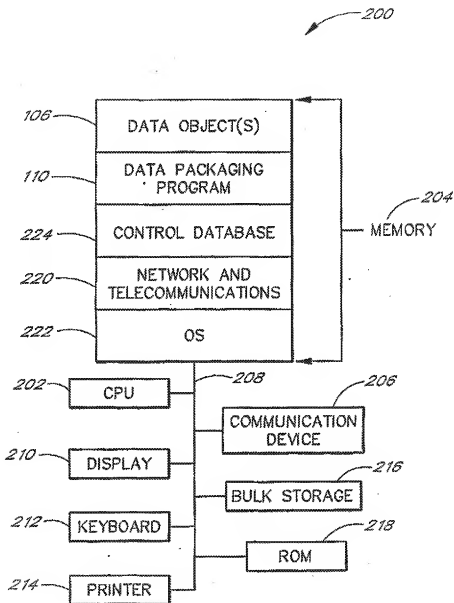 200
106
DATA OBJECT(S)
110
DATA PACKAGING
PROGRAM
204
MEMORY
224
CONTROL DATABASE
220
NETWORK AND
TELECOMMUNICATIONS
222
OS
202
CPU
208
206
COMMUNICATION
DEVICE
210
DISPLAY
216
BULK STORAGE
212
KEYBOARD
218
ROM
214
PRINTER